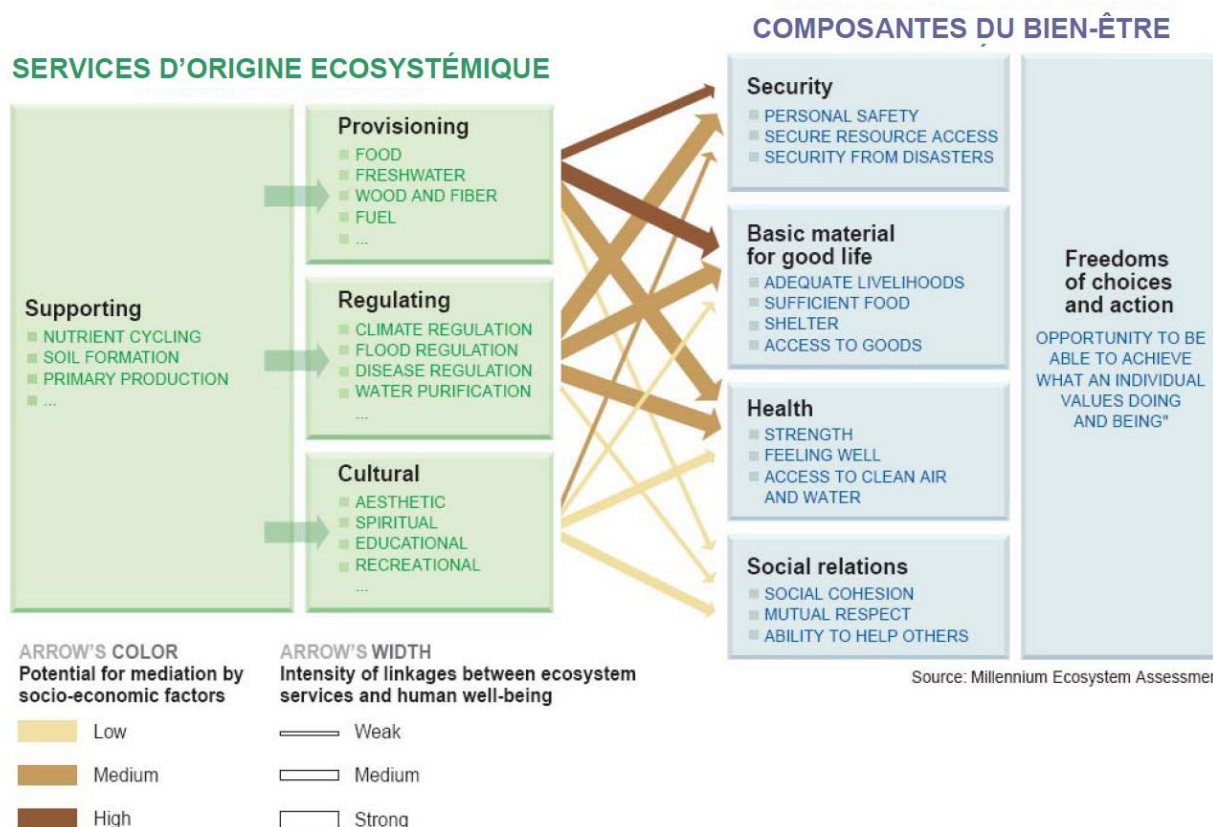 COMPOSANTES DU BIEN-ÊTRE
SERVICES D'ORIGINE ECOSYSTÉMIQUE
Supporting
NUTRIENT CYCLING
SOIL FORMATION
PRIMARY PRODUCTION
...
Provisioning
FOOD
FRESHWATER
WOOD AND FIBER
FUEL
...
Regulating
CLIMATE REGULATION
FLOOD REGULATION
DISEASE REGULATION
WATER PURIFICATION
...
Cultural
AESTHETIC
SPIRITUAL
EDUCATIONAL
RECREATIONAL
...
Security
PERSONAL SAFETY
SECURE RESOURCE ACCESS
SECURITY FROM DISASTERS
Basic material
for good life
ADEQUATE LIVELIHOODS
SUFFICIENT FOOD
SHELTER
ACCESS TO GOODS
Health
STRENGTH
FEELING WELL
ACCESS TO CLEAN AIR
AND WATER
Social relations
SOCIAL COHESION
MUTUAL RESPECT
ABILITY TO HELP OTHERS
Freedoms
of choices
and action
OPPORTUNITY TO BE
ABLE TO ACHIEVE
WHAT AN INDIVIDUAL
VALUES DOING
AND BEING"
Source: Millennium Ecosystem Assessmen
ARROW'S COLOR
Potential for mediation by
socio-economic factors
Low
Medium
High
ARROW'S WIDTH
Intensity of linkages between ecosystem
services and human well-being
Weak
Medium
Strong